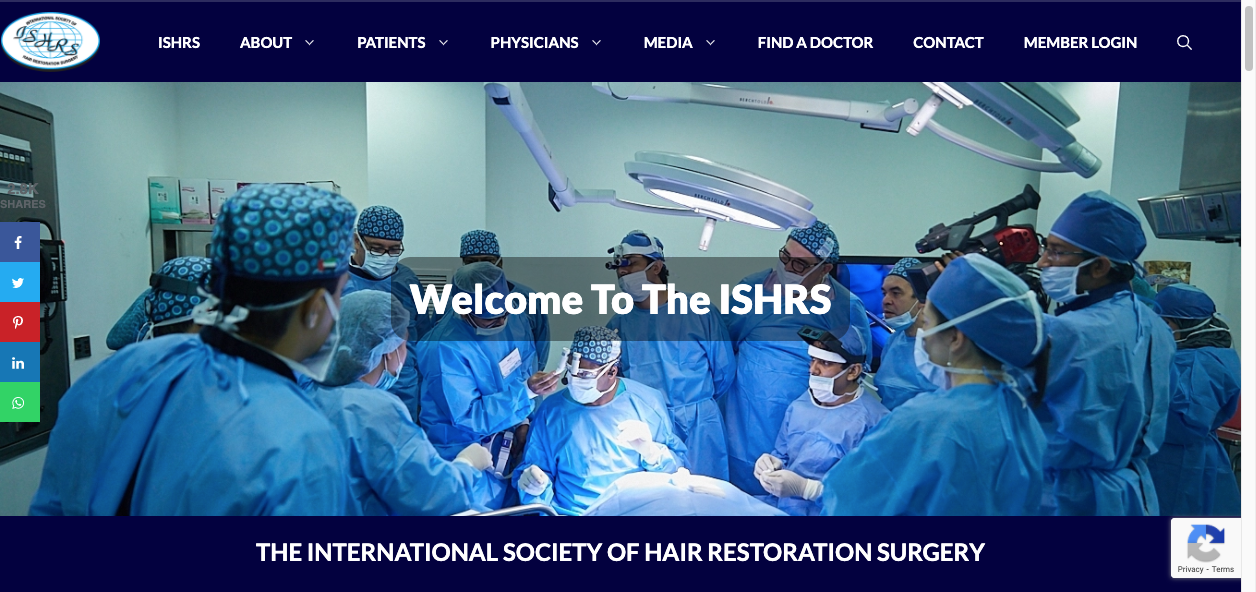 INTERNATIONAL SOCIETY OF
ISHRS
HAIR RESTORATION SURGERY
ISHRS
ABOUT
PATIENTS
PHYSICIANS
MEDIA
FIND A DOCTOR
CONTACT
MEMBER LOGIN
SHARES
Welcome To The ISHRS
THE INTERNATIONAL SOCIETY OF HAIR RESTORATION SURGERY
Privacy - Terms